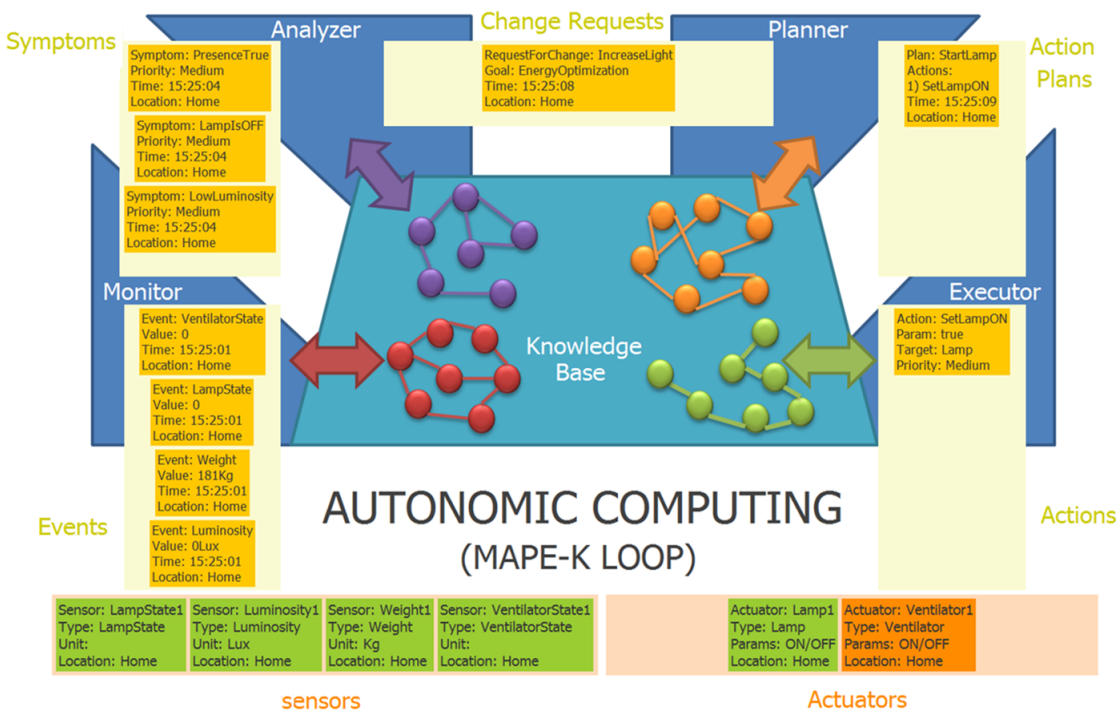 Analyzer
Change Requests
Planner
Symptoms
Symptom: PresenceTrue
Priority: Medium
Time: 15:25:04
Location: Home
Symptom: LampIsOFF
Priority: Medium
Time: 15:25:04
Location: Home
Symptom: LowLuminosity
Priority: Medium
Time: 15:25:04
Location: Home
RequestForChange: IncreaseLight
Goal: EnergyOptimization
Time: 15:25:08
Location: Home
Plan: StartLamp
Actions:
1) SetLampON
Time: 15:25:09
Location: Home
Action
Plans
Monitor
Event: VentilatorState
Value: 0
Time: 15:25:01
Location: Home
Event: LampState
Value: 0
Time: 15:25:01
Location: Home
Event: Weight
Value: 181Kg
Time: 15:25:01
Location: Home
Event: Luminosity
Value: 0Lux
Time: 15:25:01
Location: Home
Events
Knowledge
Base
Executor
Action: SetLampON
Param: true
Target: Lamp
Priority: Medium
Actions
AUTONOMIC COMPUTING
(MAPE-K LOOP)
Sensor: LampState1
Type: LampState
Unit:
Location: Home
Sensor: Luminosity1
Type: Luminosity
Unit: Lux
Location: Home
Sensor: Weight1
Type: Weight
Unit: Kg
Location: Home
Sensor: VentilatorState1
Type: VentilatorState
Unit:
Location: Home
Actuator: Lamp1
Type: Lamp
Params: ON/OFF
Location: Home
Actuator: Ventilator1
Type: Ventilator
Params: ON/OFF
Location: Home
sensors
Actuators